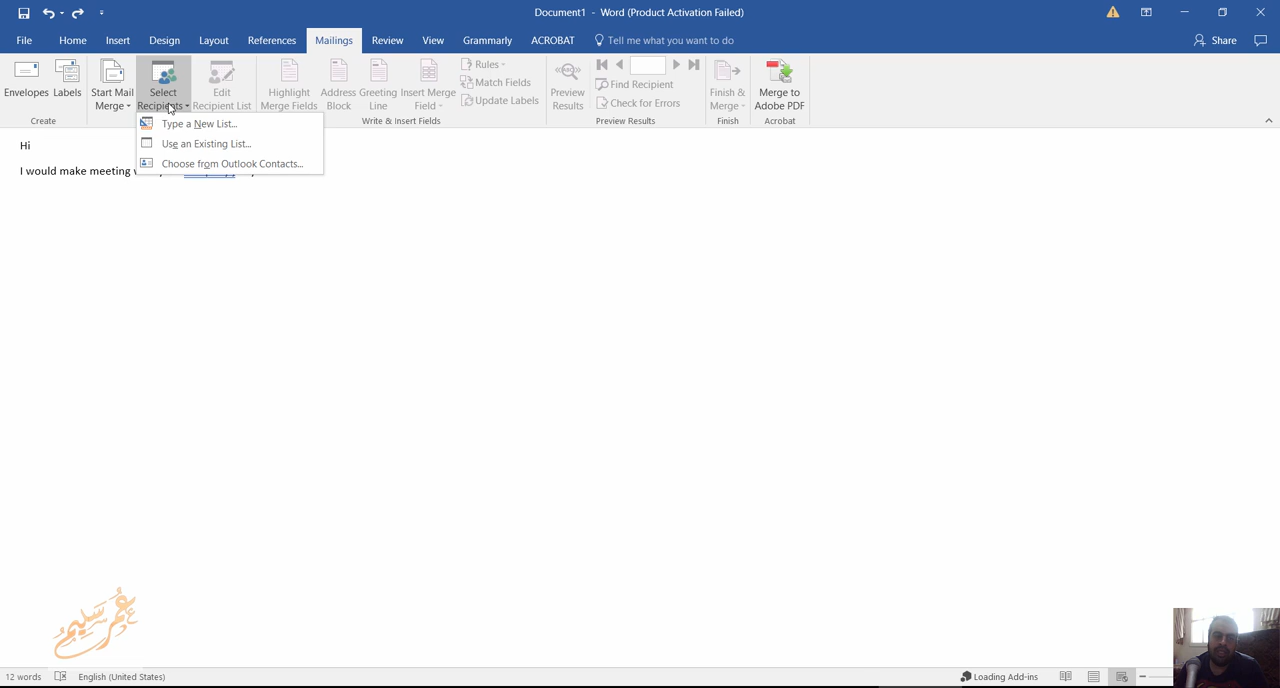 Document1 - Word (Product Activation Failed)
File Home Insert Design Layout References Mailings Review View Grammarly ACROBAT Tell me what you want to do Share
Envelopes Labels Start Mail Merge Select Recipients Edit Recipient List Highlight Merge Fields Address Block Greeting Line Insert Merge Field Rules Match Fields Update Labels Preview Results Find Recipient Check for Errors Finish & Merge Merge to Adobe PDF
Create Write & Insert Fields Preview Results Finish Acrobat
Type a New List...
Use an Existing List...
Choose from Outlook Contacts...
Hi
I would make meeting
عمر سليم
12 words English (United States) Loading Add-ins